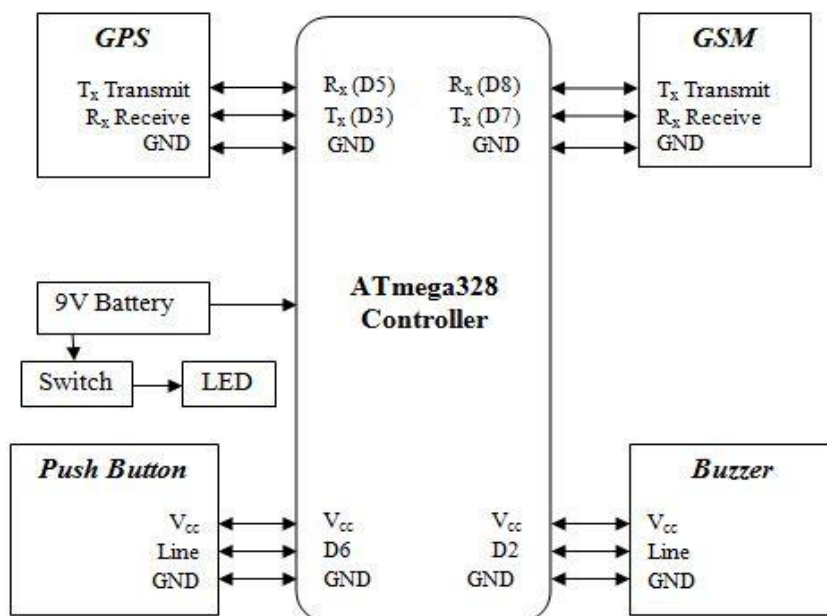 GPS
Tx Transmit
Rx Receive
GND
Rx (D5)
Tx (D3)
GND
Rx (D8)
Tx (D7)
GND
GSM
Tx Transmit
Rx Receive
GND
ATmega328
Controller
9V Battery
Switch
LED
Push Button
Vcc
Line
GND
Vcc
D6
GND
Vcc
D2
GND
Buzzer
Vcc
Line
GND